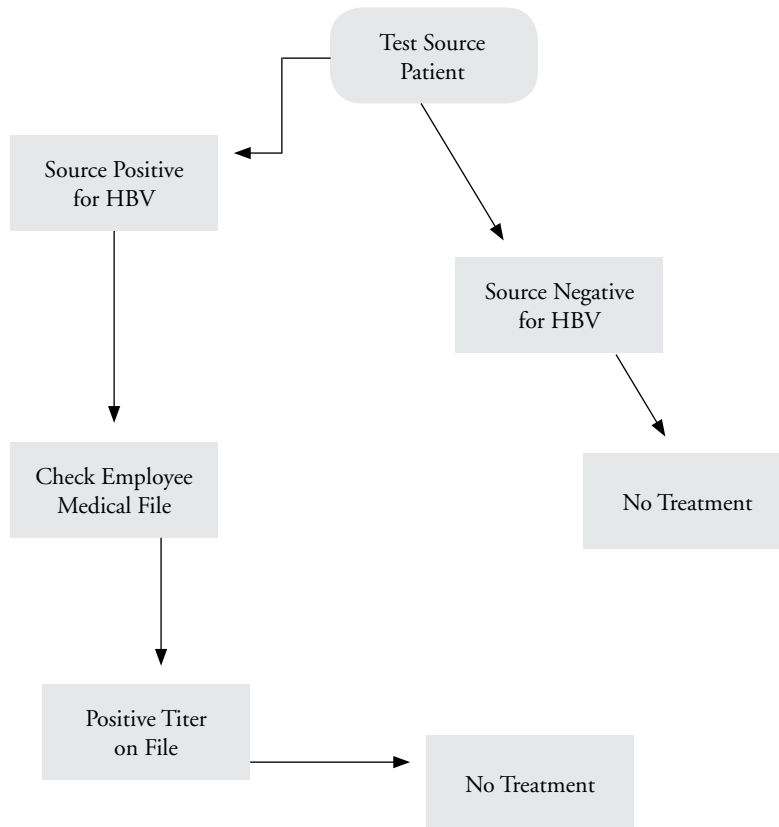 Test Source
Patient
Source Positive
for HBV
Source Negative
for HBV
Check Employee
Medical File
No Treatment
Positive Titer
on File
No Treatment